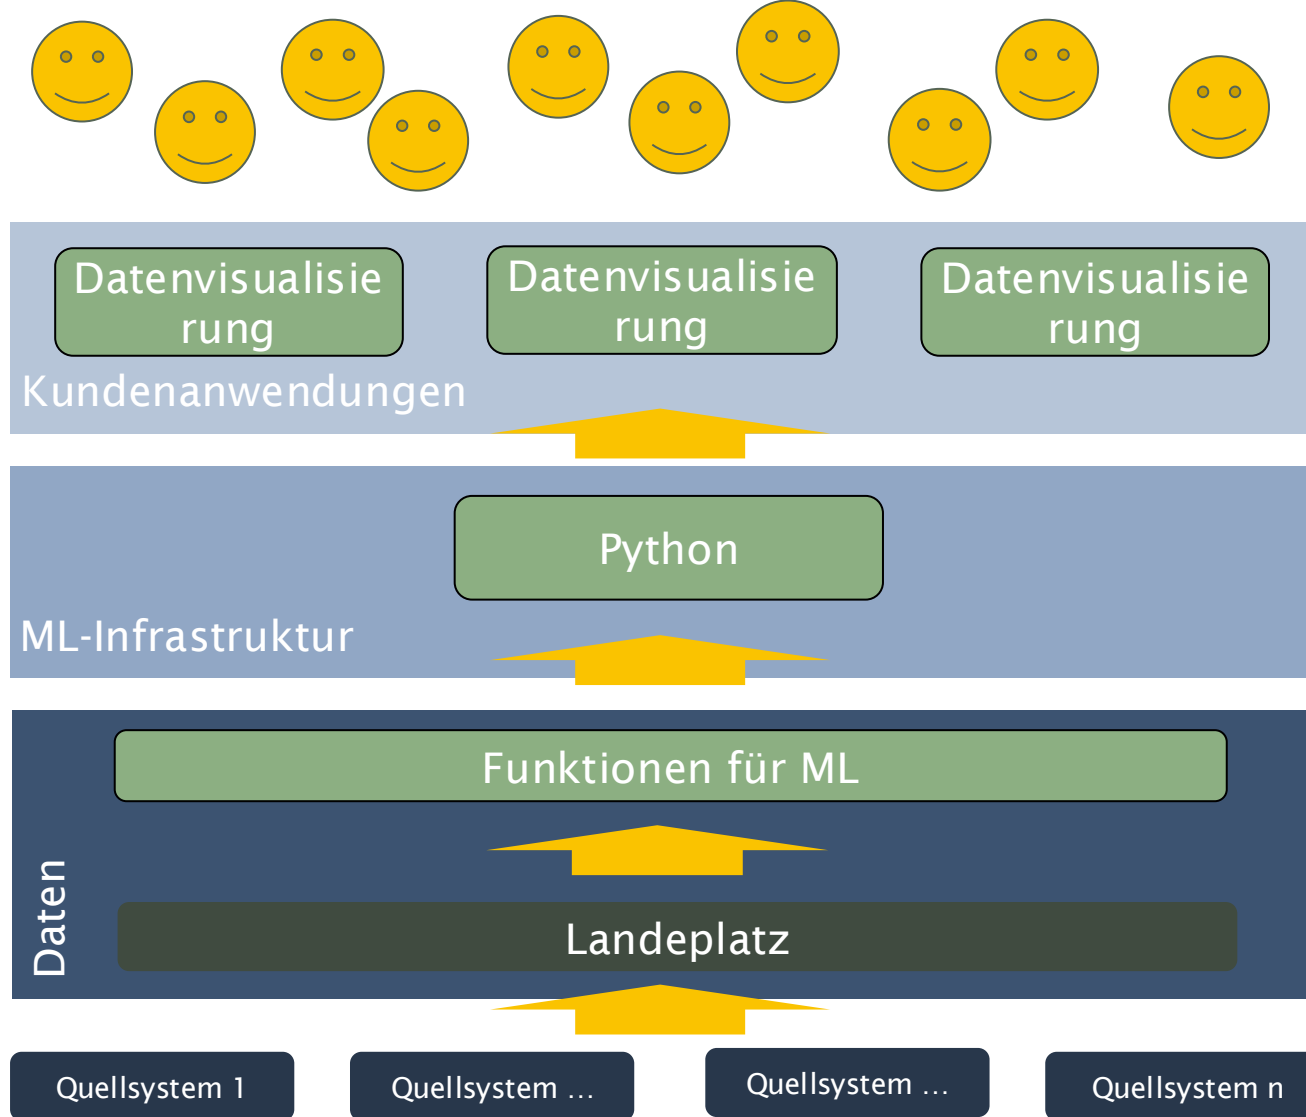 Datenvisualisie
rung
Datenvisualisie
rung
Datenvisualisie
rung
Kundenanwendungen
Python
ML-Infrastruktur
Funktionen für ML
Daten
Landeplatz
Quellsystem 1
Quellsystem ...
Quellsystem ...
Quellsystem n